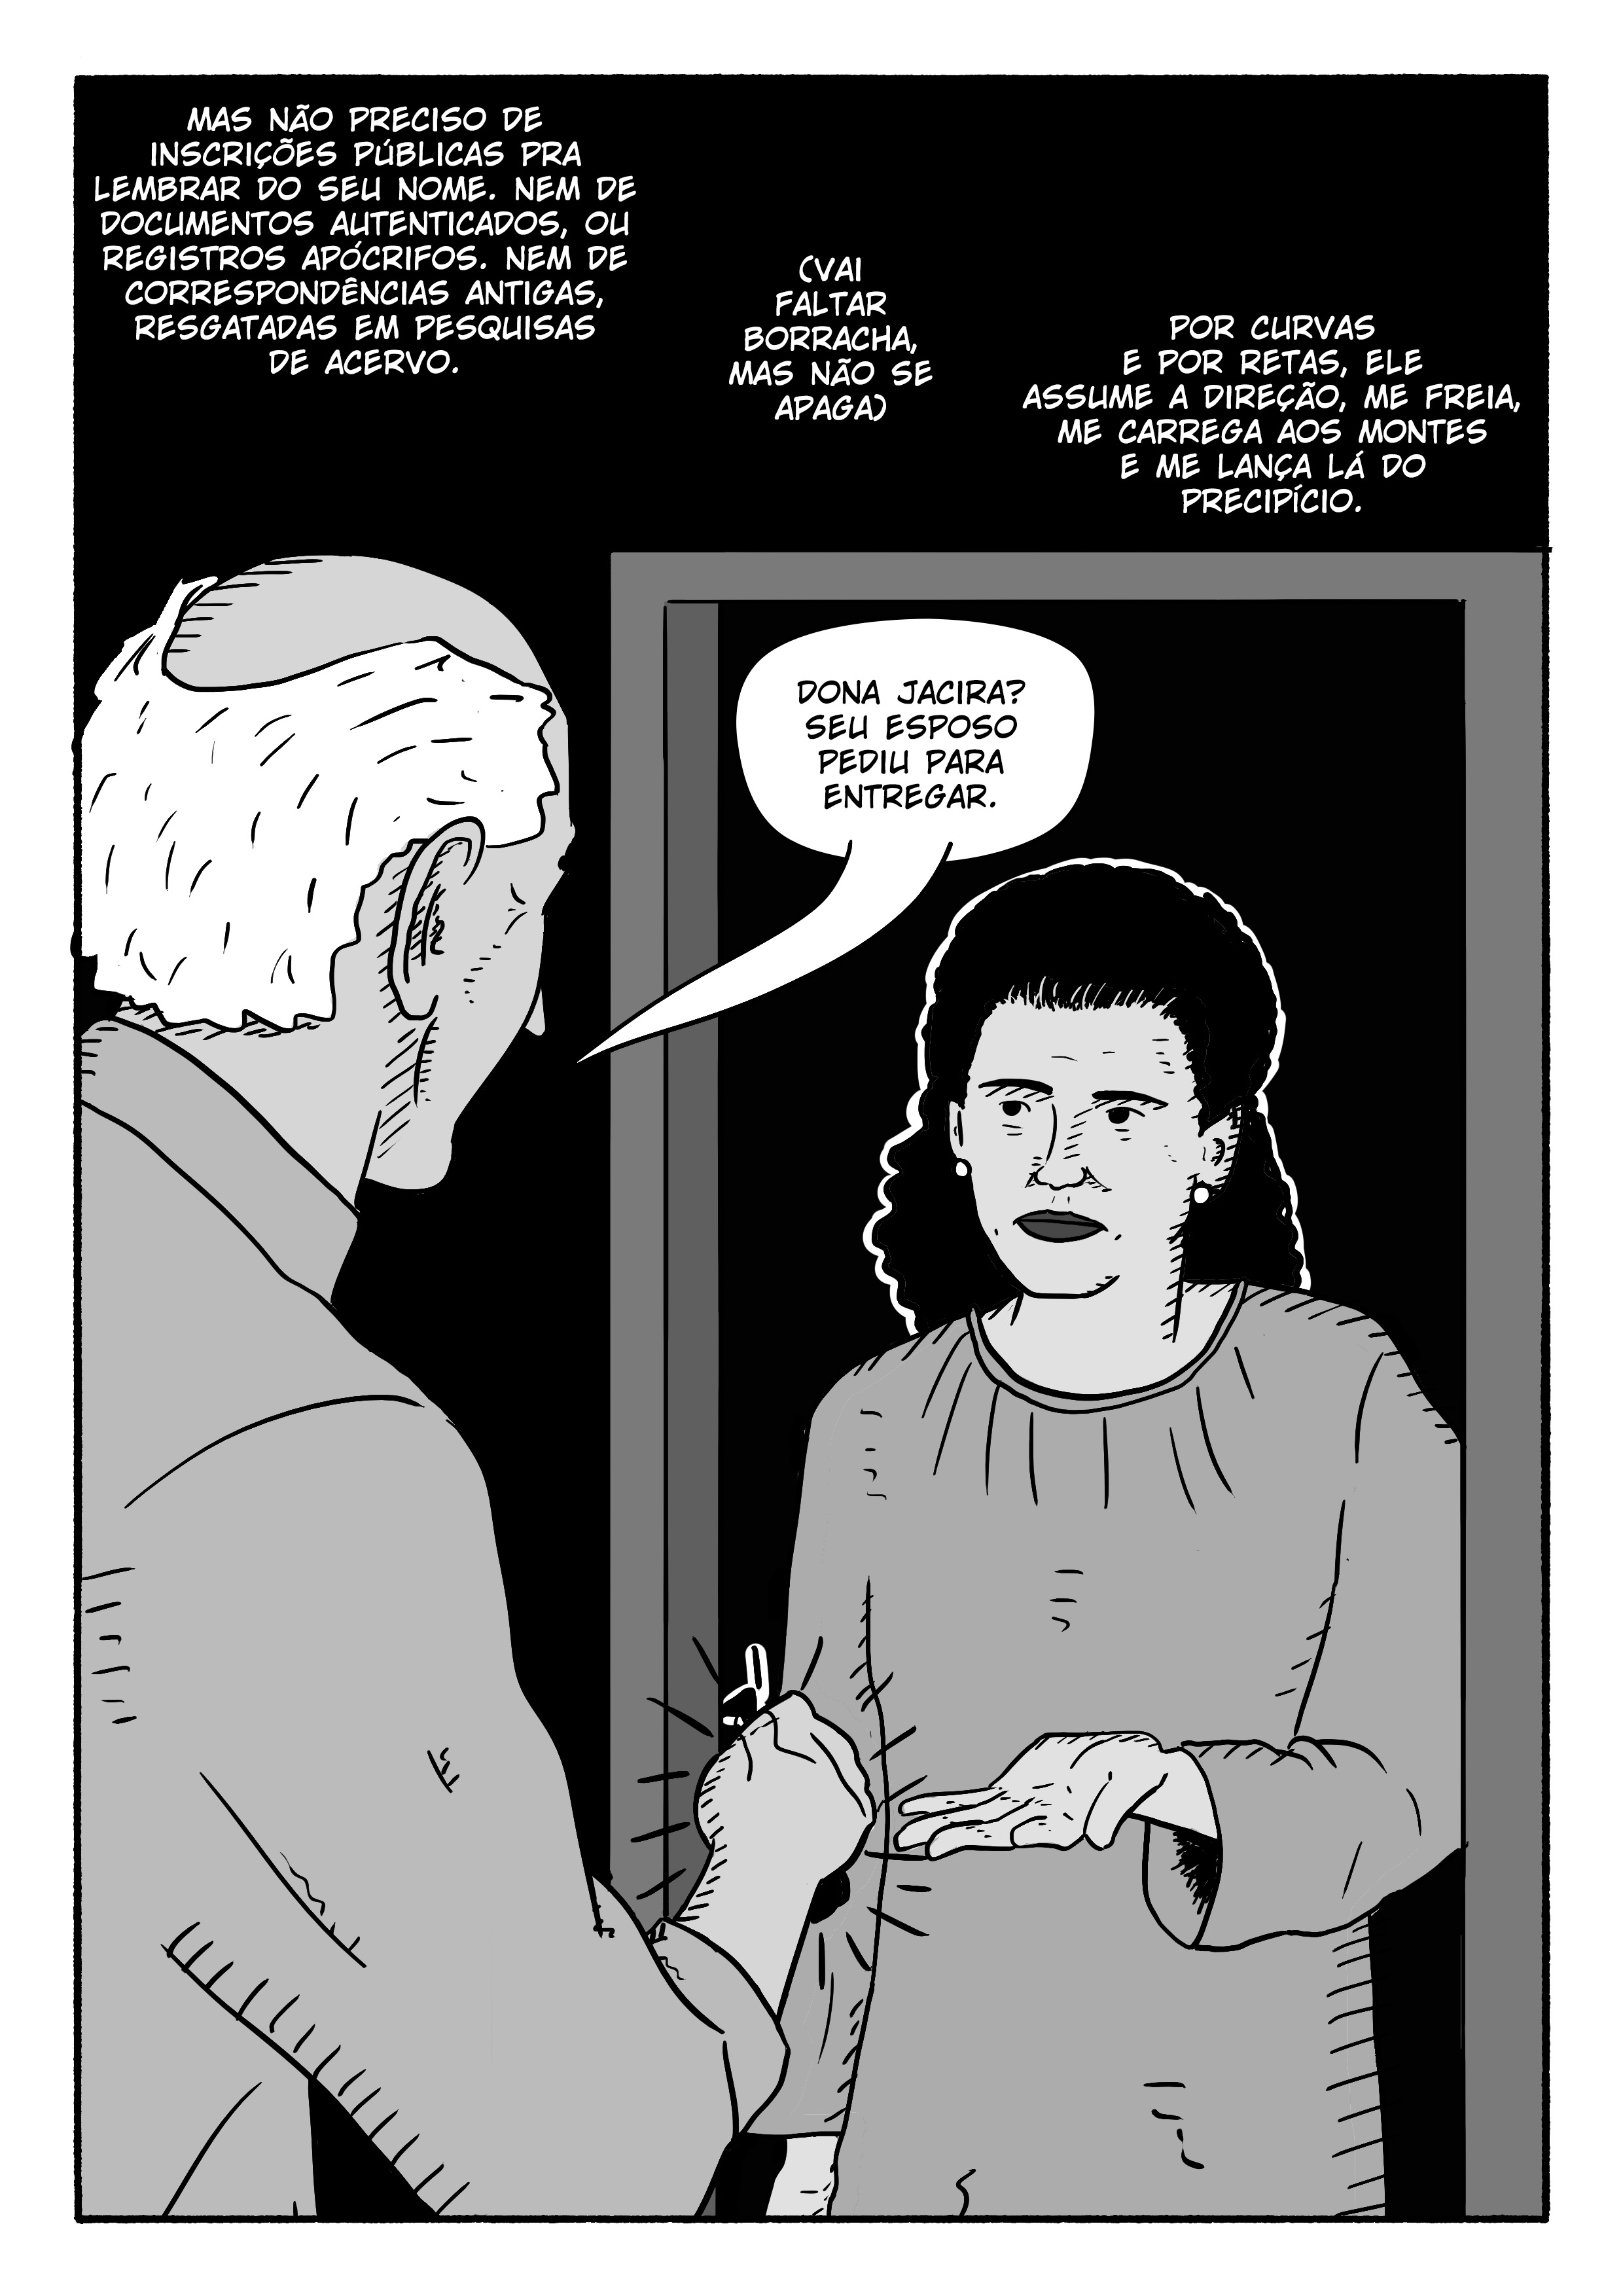 MAS NÃO PRECISO DE
INSCRIÇÕES PÚBLICAS PRA
LEMBRAR DO SEU NOME. NEM DE
DOCUMENTOS AUTENTICADOS, OU
REGISTROS APÓCRIFOS. NEM DE
CORRESPONDÊNCIAS ANTIGAS,
RESGATADAS EM PESQUISAS
DE ACERVO.
(VAI
FALTAR
BORRACHA,
MAS NÃO SE
APAGA)
POR CURVAS
E POR RETAS, ELE
ASSUME A DIREÇÃO, ME FREIA,
ME CARREGA AOS MONTES
E ME LANÇA LÁ DO
PRECIPÍCIO.
DONA JACIRA?
SEU ESPOSO
PEDIU PARA
ENTREGAR.